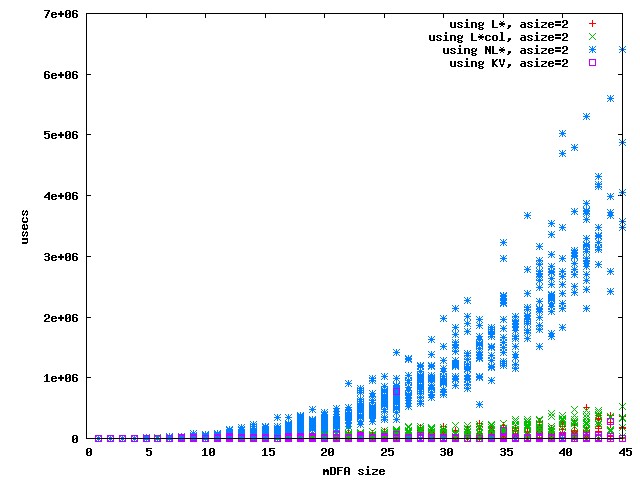 7e+06
6e+06
5e+06
4e+06
3e+06
2e+06
1e+06
0
usecs
using L*, asize=2
using L*col, asize=2
using NL*, asize=2
using KV, asize=2
0 5 10 15 20 25 30 35 40 45
mDFA size